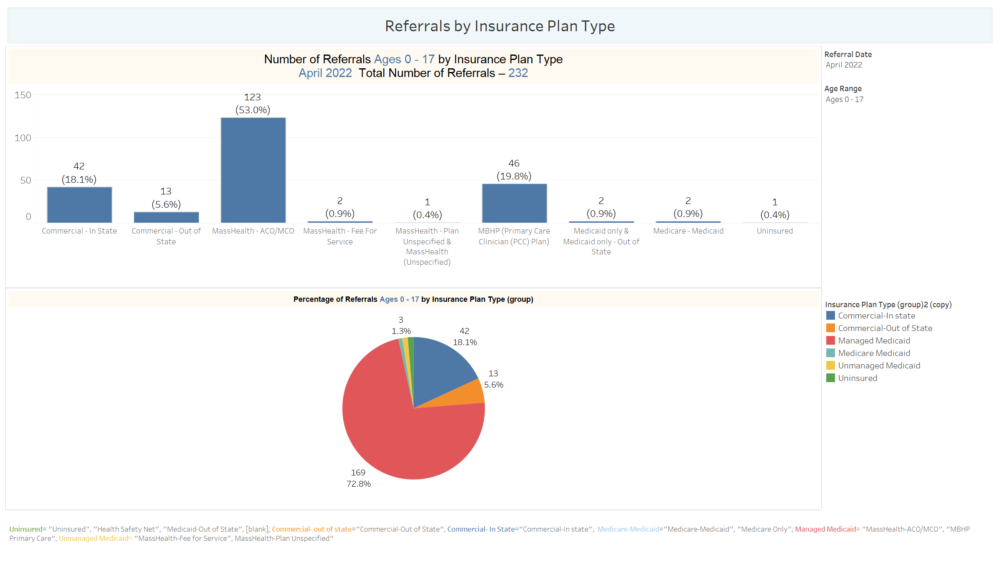 Referrals by Insurance Plan Type
Number of Referrals Ages 0 - 17 by Insurance Plan Type
April 2022 Total Number of Referrals – 232
Referral Date
April 2022
Age Range
Ages 0 - 17
150
100
50
0
42
(18.1%)
13
(5.6%)
123
(53.0%)
2
(0.9%)
1
(0.4%)
46
(19.8%)
2
(0.9%)
2
(0.9%)
1
(0.4%)
Commercial - In State
Commercial - Out of
State
MassHealth - ACO/MCO
MassHealth - Fee For
Service
MassHealth - Plan
Unspecified &
MassHealth
(Unspecified)
MBHP (Primary Care
Clinician (PCC) Plan)
Medicaid only &
Medicaid only - Out of
State
Medicare - Medicaid
Uninsured
Percentage of Referrals Ages 0 - 17 by Insurance Plan Type (group)
3
1.3%
42
18.1%
13
5.6%
169
72.8%
Insurance Plan Type (group)2 (copy)
Commercial-In state
Commercial-Out of State
Managed Medicaid
Medicare Medicaid
Unmanaged Medicaid
Uninsured
Uninsured= "Uninsured", "Health Safety Net", "Medicaid-Out of State", [blank]; Commercial- out of state="Commercial-Out of State"; Commercial- In State="Commercial-In state", Medicare-Medicaid="Medicare-Medicaid", "Medicare Only"; Managed Medicaid= "MassHealth-ACO/MCO", "MBHP
Primary Care"; Unmanaged Medicaid= "MassHealth-Fee for Service", MassHealth-Plan Unspecified"